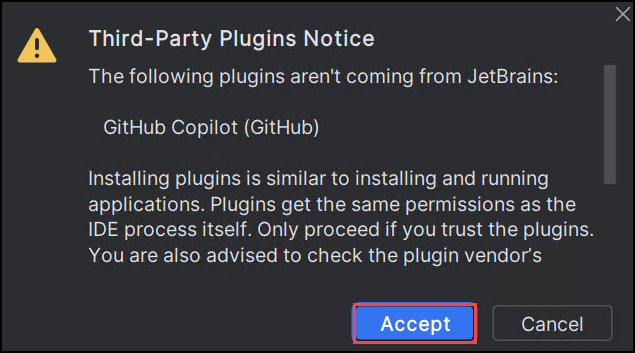 Third-Party Plugins Notice
The following plugins aren't coming from JetBrains:
GitHub Copilot (GitHub)
Installing plugins is similar to installing and running
applications. Plugins get the same permissions as the
IDE process itself. Only proceed if you trust the plugins.
You are also advised to check the plugin vendor’s
Accept
Cancel